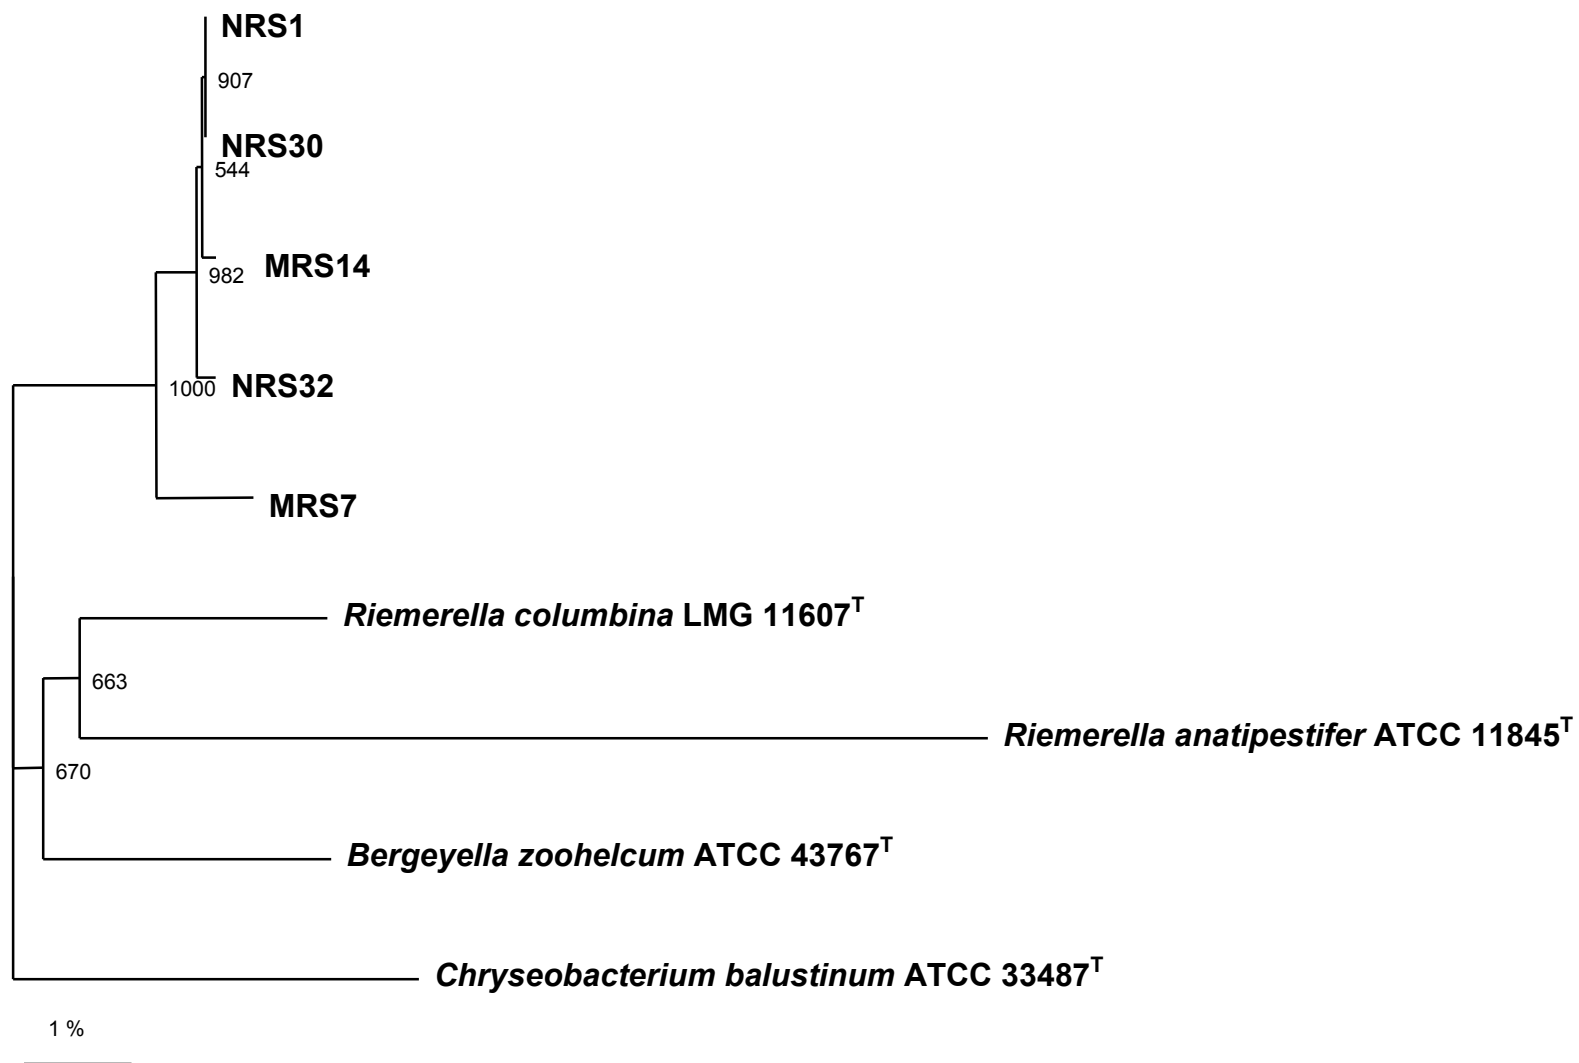 NRS1
907
NRS30
544
MRS14
982
1000 NRS32
MRS7
Riemerella columbina LMG 11607ᵀ
663
Riemerella anatipestifer ATCC 11845ᵀ
670
Bergeyella zoohelcum ATCC 43767ᵀ
Chryseobacterium balustinum ATCC 33487ᵀ
1 %